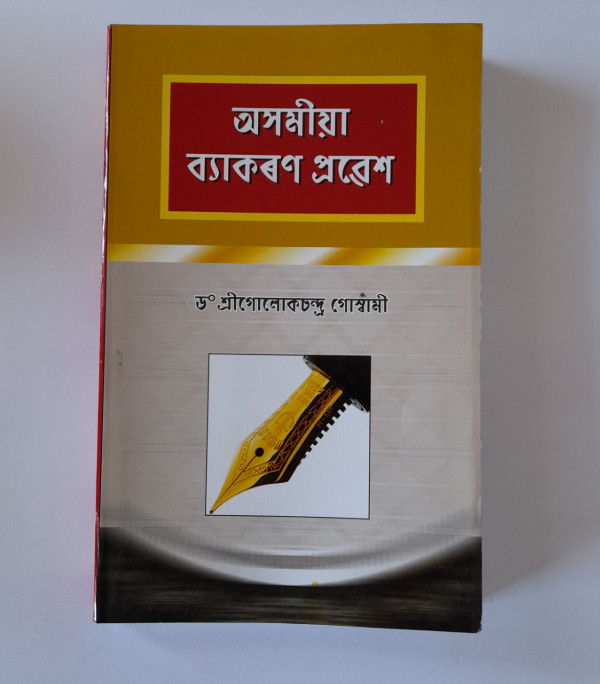 অসমীয়া
ব্যাকৰণ প্ৰৱেশ
ড° শ্ৰীগোলোকচন্দ্ৰ গোস্বামী